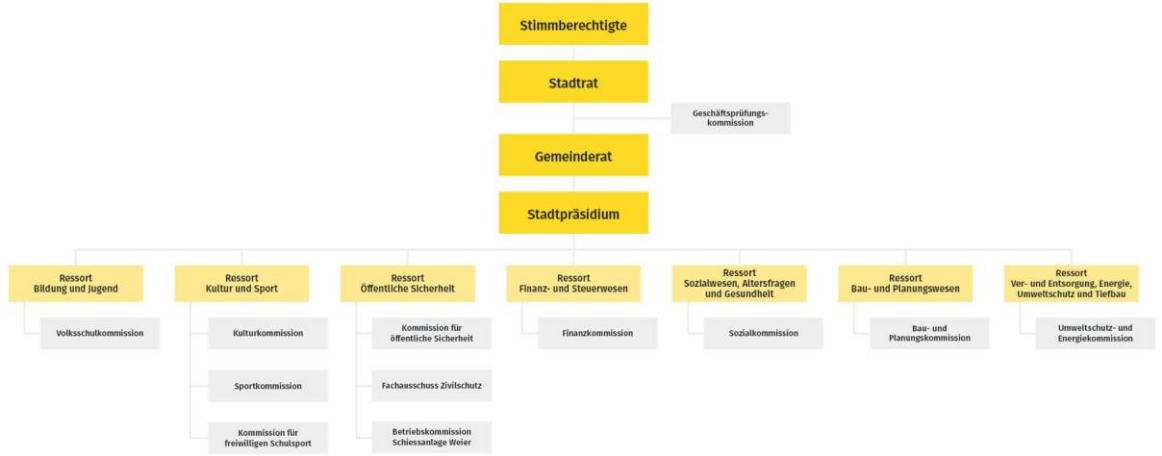 Stimmberechtigte
Stadtrat
Geschäftsprüfungs-
kommission
Gemeinderat
Stadtpräsidium
Ressort
Bildung und Jugend
Ressort
Kultur und Sport
Ressort
Öffentliche Sicherheit
Ressort
Finanz- und Steuerwesen
Ressort
Sozialwesen, Altersfragen
und Gesundheit
Ressort
Bau- und Planungswesen
Ressort
Ver- und Entsorgung, Energie,
Umweltschutz und Tiefbau
Volksschulkommission
Kulturkommission
Kommission für
öffentliche Sicherheit
Finanzkommission
Sozialkommission
Bau- und
Planungskommission
Umweltschutz- und
Energiekommission
Sportkommission
Fachausschuss Zivilschutz
Kommission für
freiwilligen Schulsport
Betriebskommission
Schiessanlage Weier